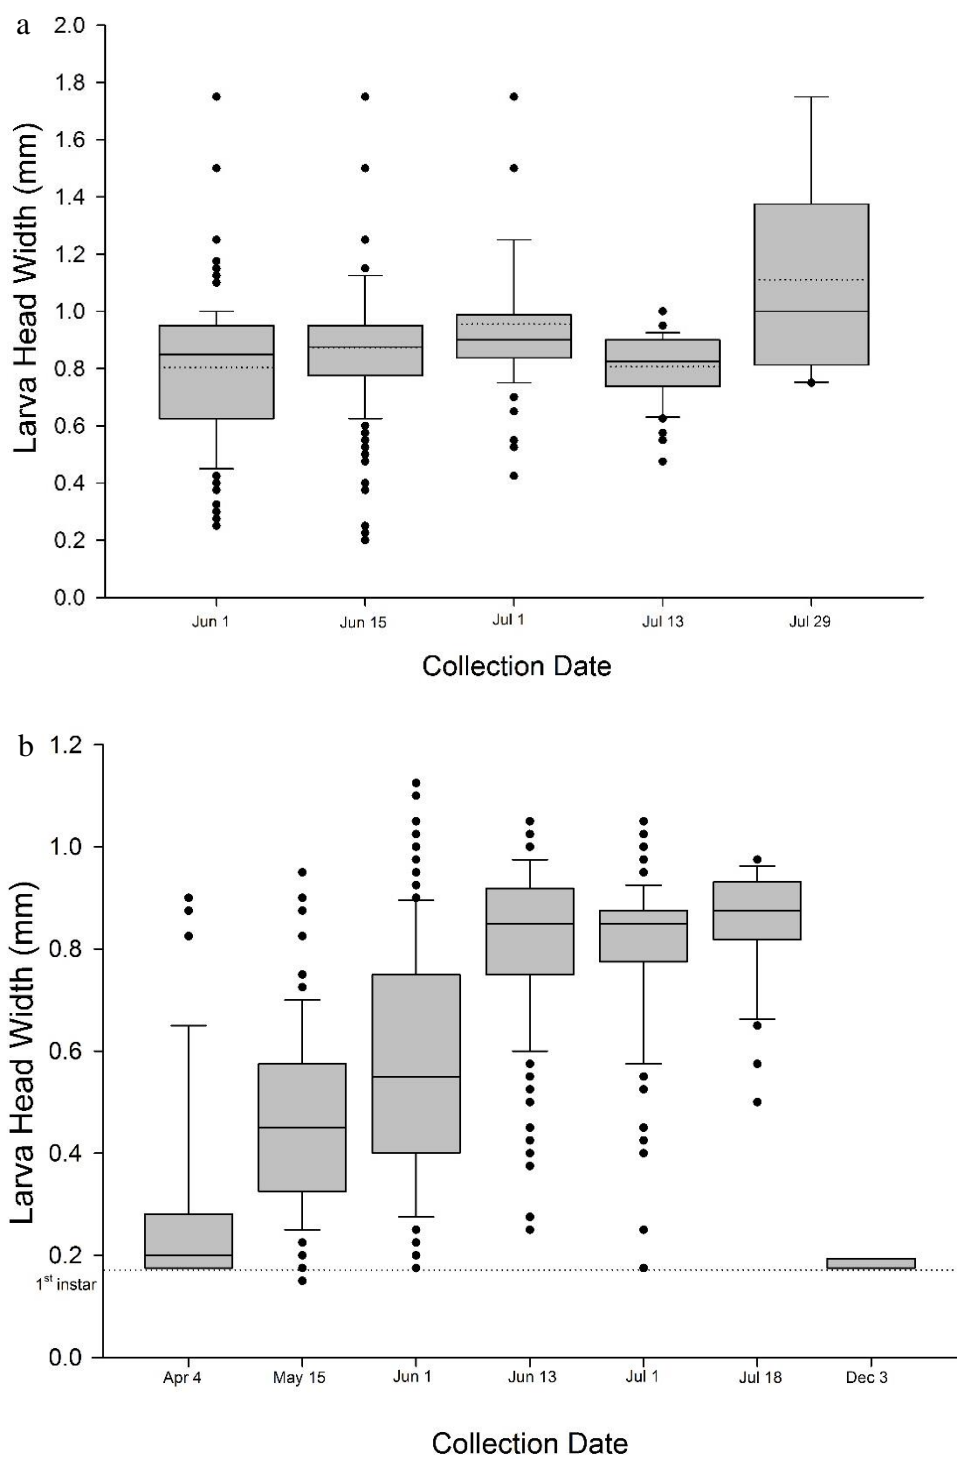 a
2.0
1.8
1.6
1.4
1.2
1.0
0.8
0.6
0.4
0.2
0.0
Larva Head Width (mm)
Jun 1 Jun 15 Jul 1 Jul 13 Jul 29
Collection Date
b
1.2
1.0
0.8
0.6
0.4
0.2
1st instar
0.0
Larva Head Width (mm)
Apr 4 May 15 Jun 1 Jun 13 Jul 1 Jul 18 Dec 3
Collection Date